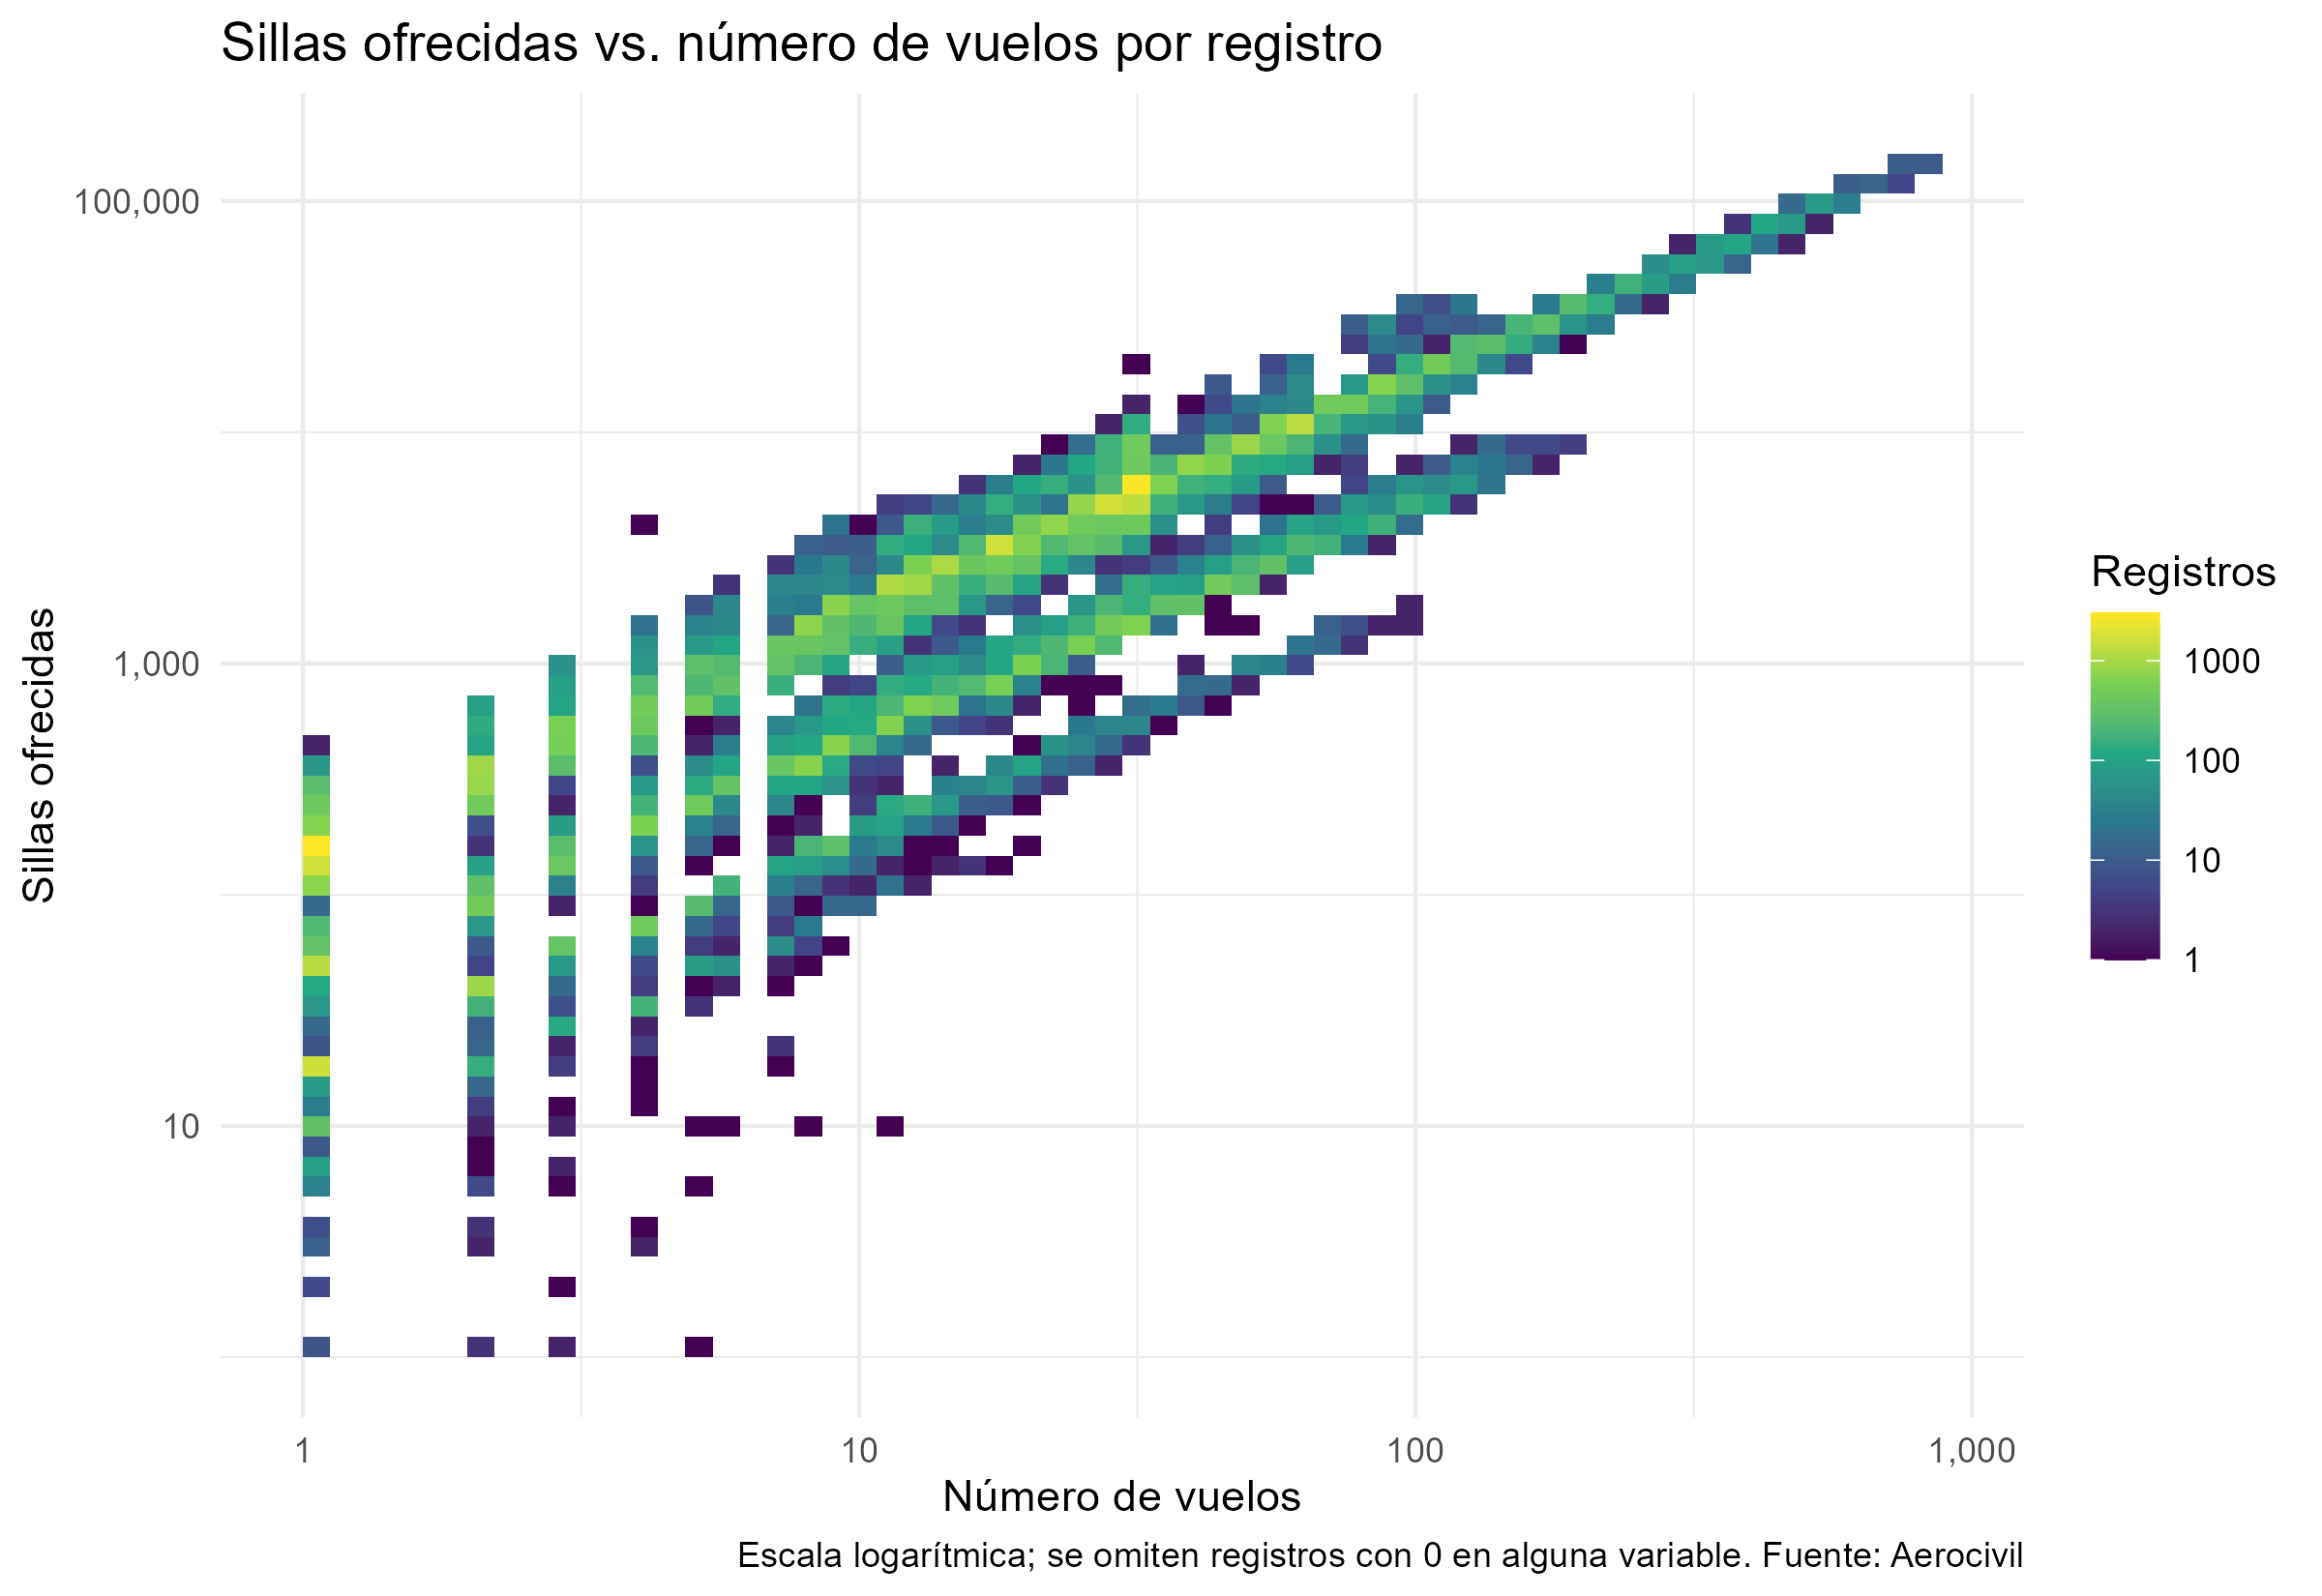 Sillas ofrecidas vs. número de vuelos por registro
100,000
1,000
10
Sillas ofrecidas
1
10
100
1,000
Número de vuelos
Registros
1000
100
10
1
Escala logarítmica; se omiten registros con 0 en alguna variable. Fuente: Aerocivil